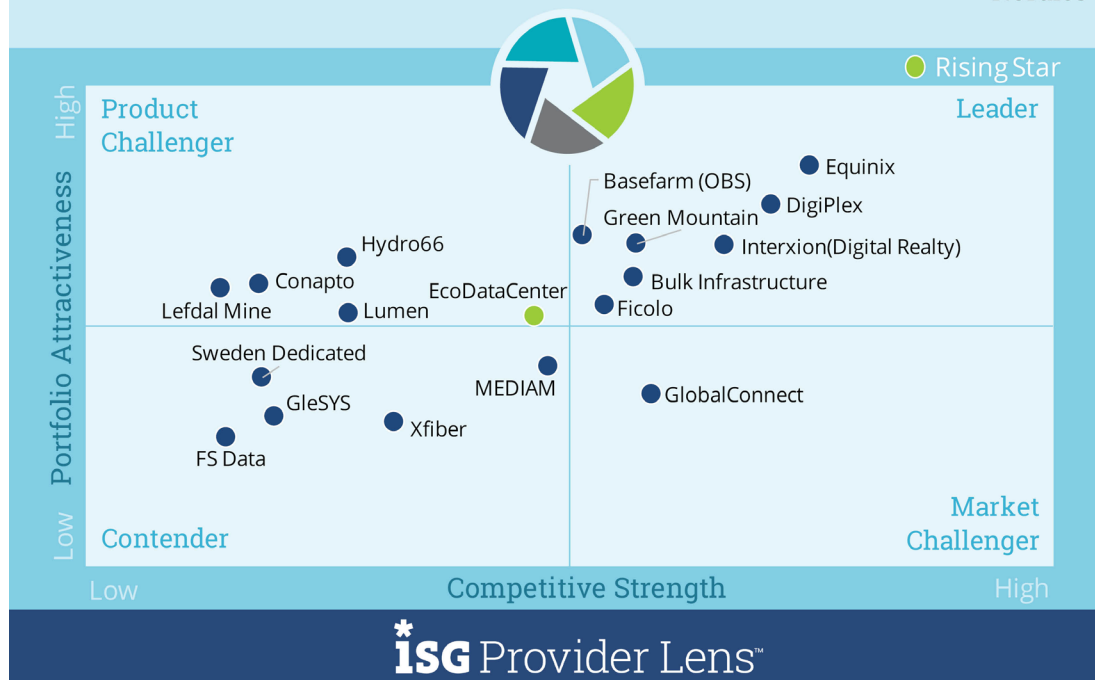 Rising Star
High
Product
Challenger
Leader
Equinix
Basefarm (OBS)
DigiPlex
Green Mountain
Hydro66
Interxion(Digital Realty)
Conapto
Bulk Infrastructure
EcoDataCenter
Lefdal Mine
Lumen
Ficolo
Portfolio Attractiveness
Sweden Dedicated
MEDIAM
GlobalConnect
GleSYS
Xfiber
FS Data
Low
Contender
Market
Challenger
Low
Competitive Strength
High
*ISG Provider Lens™